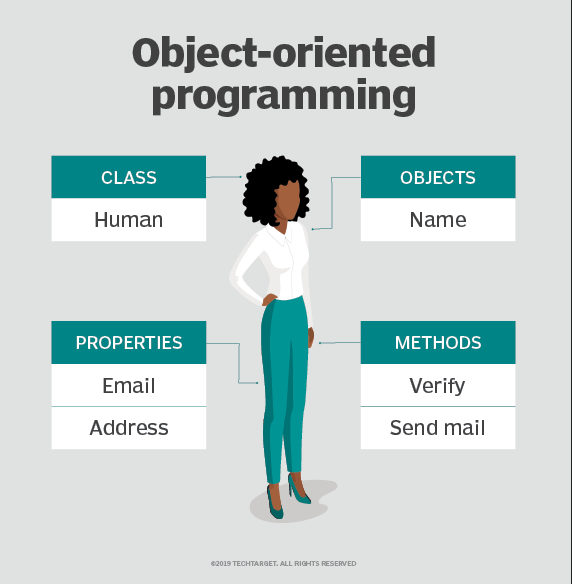 Object-oriented
programming
CLASS
Human
OBJECTS
Name
PROPERTIES
Email
Address
METHODS
Verify
Send mail
©2019 TECHTARGET. ALL RIGHTS RESERVED